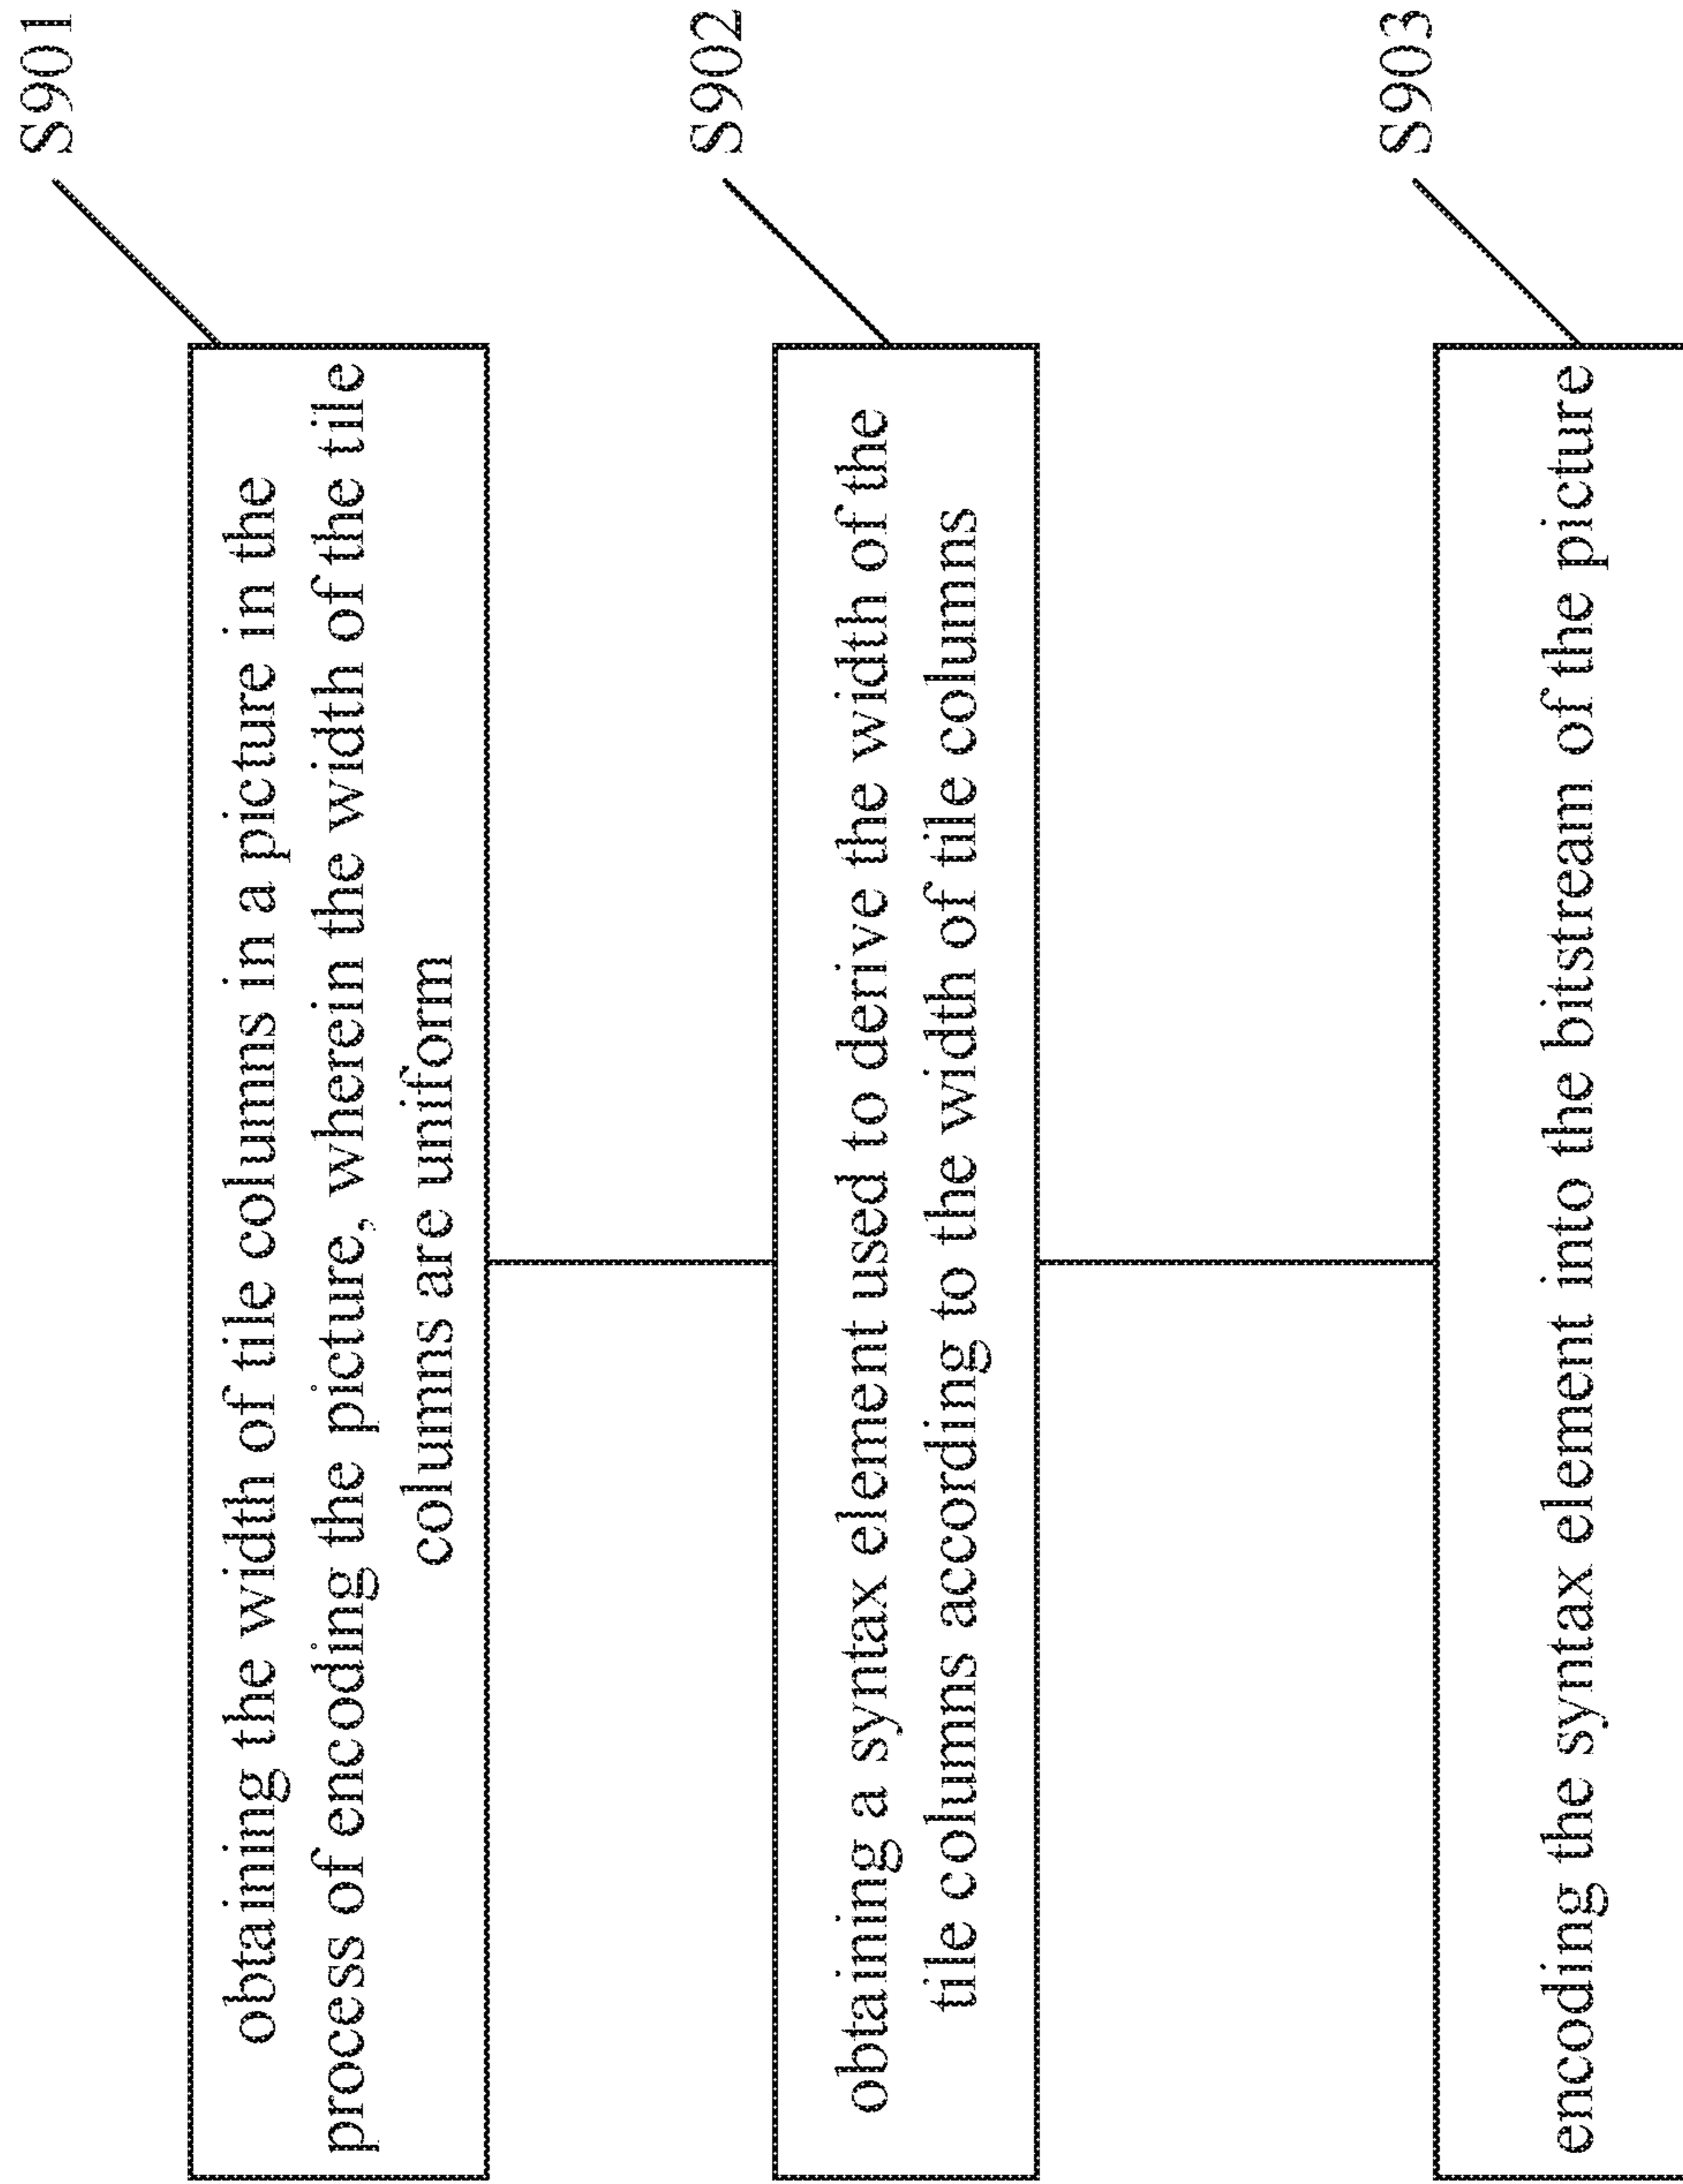 S901
obtaining the width of tile columns in a picture in the
process of encoding the picture, wherein the width of the tile
columns are uniform
S902
obtaining a syntax element used to derive the width of the
tile columns according to the width of tile columns
S903
encoding the syntax element into the bitstream of the picture